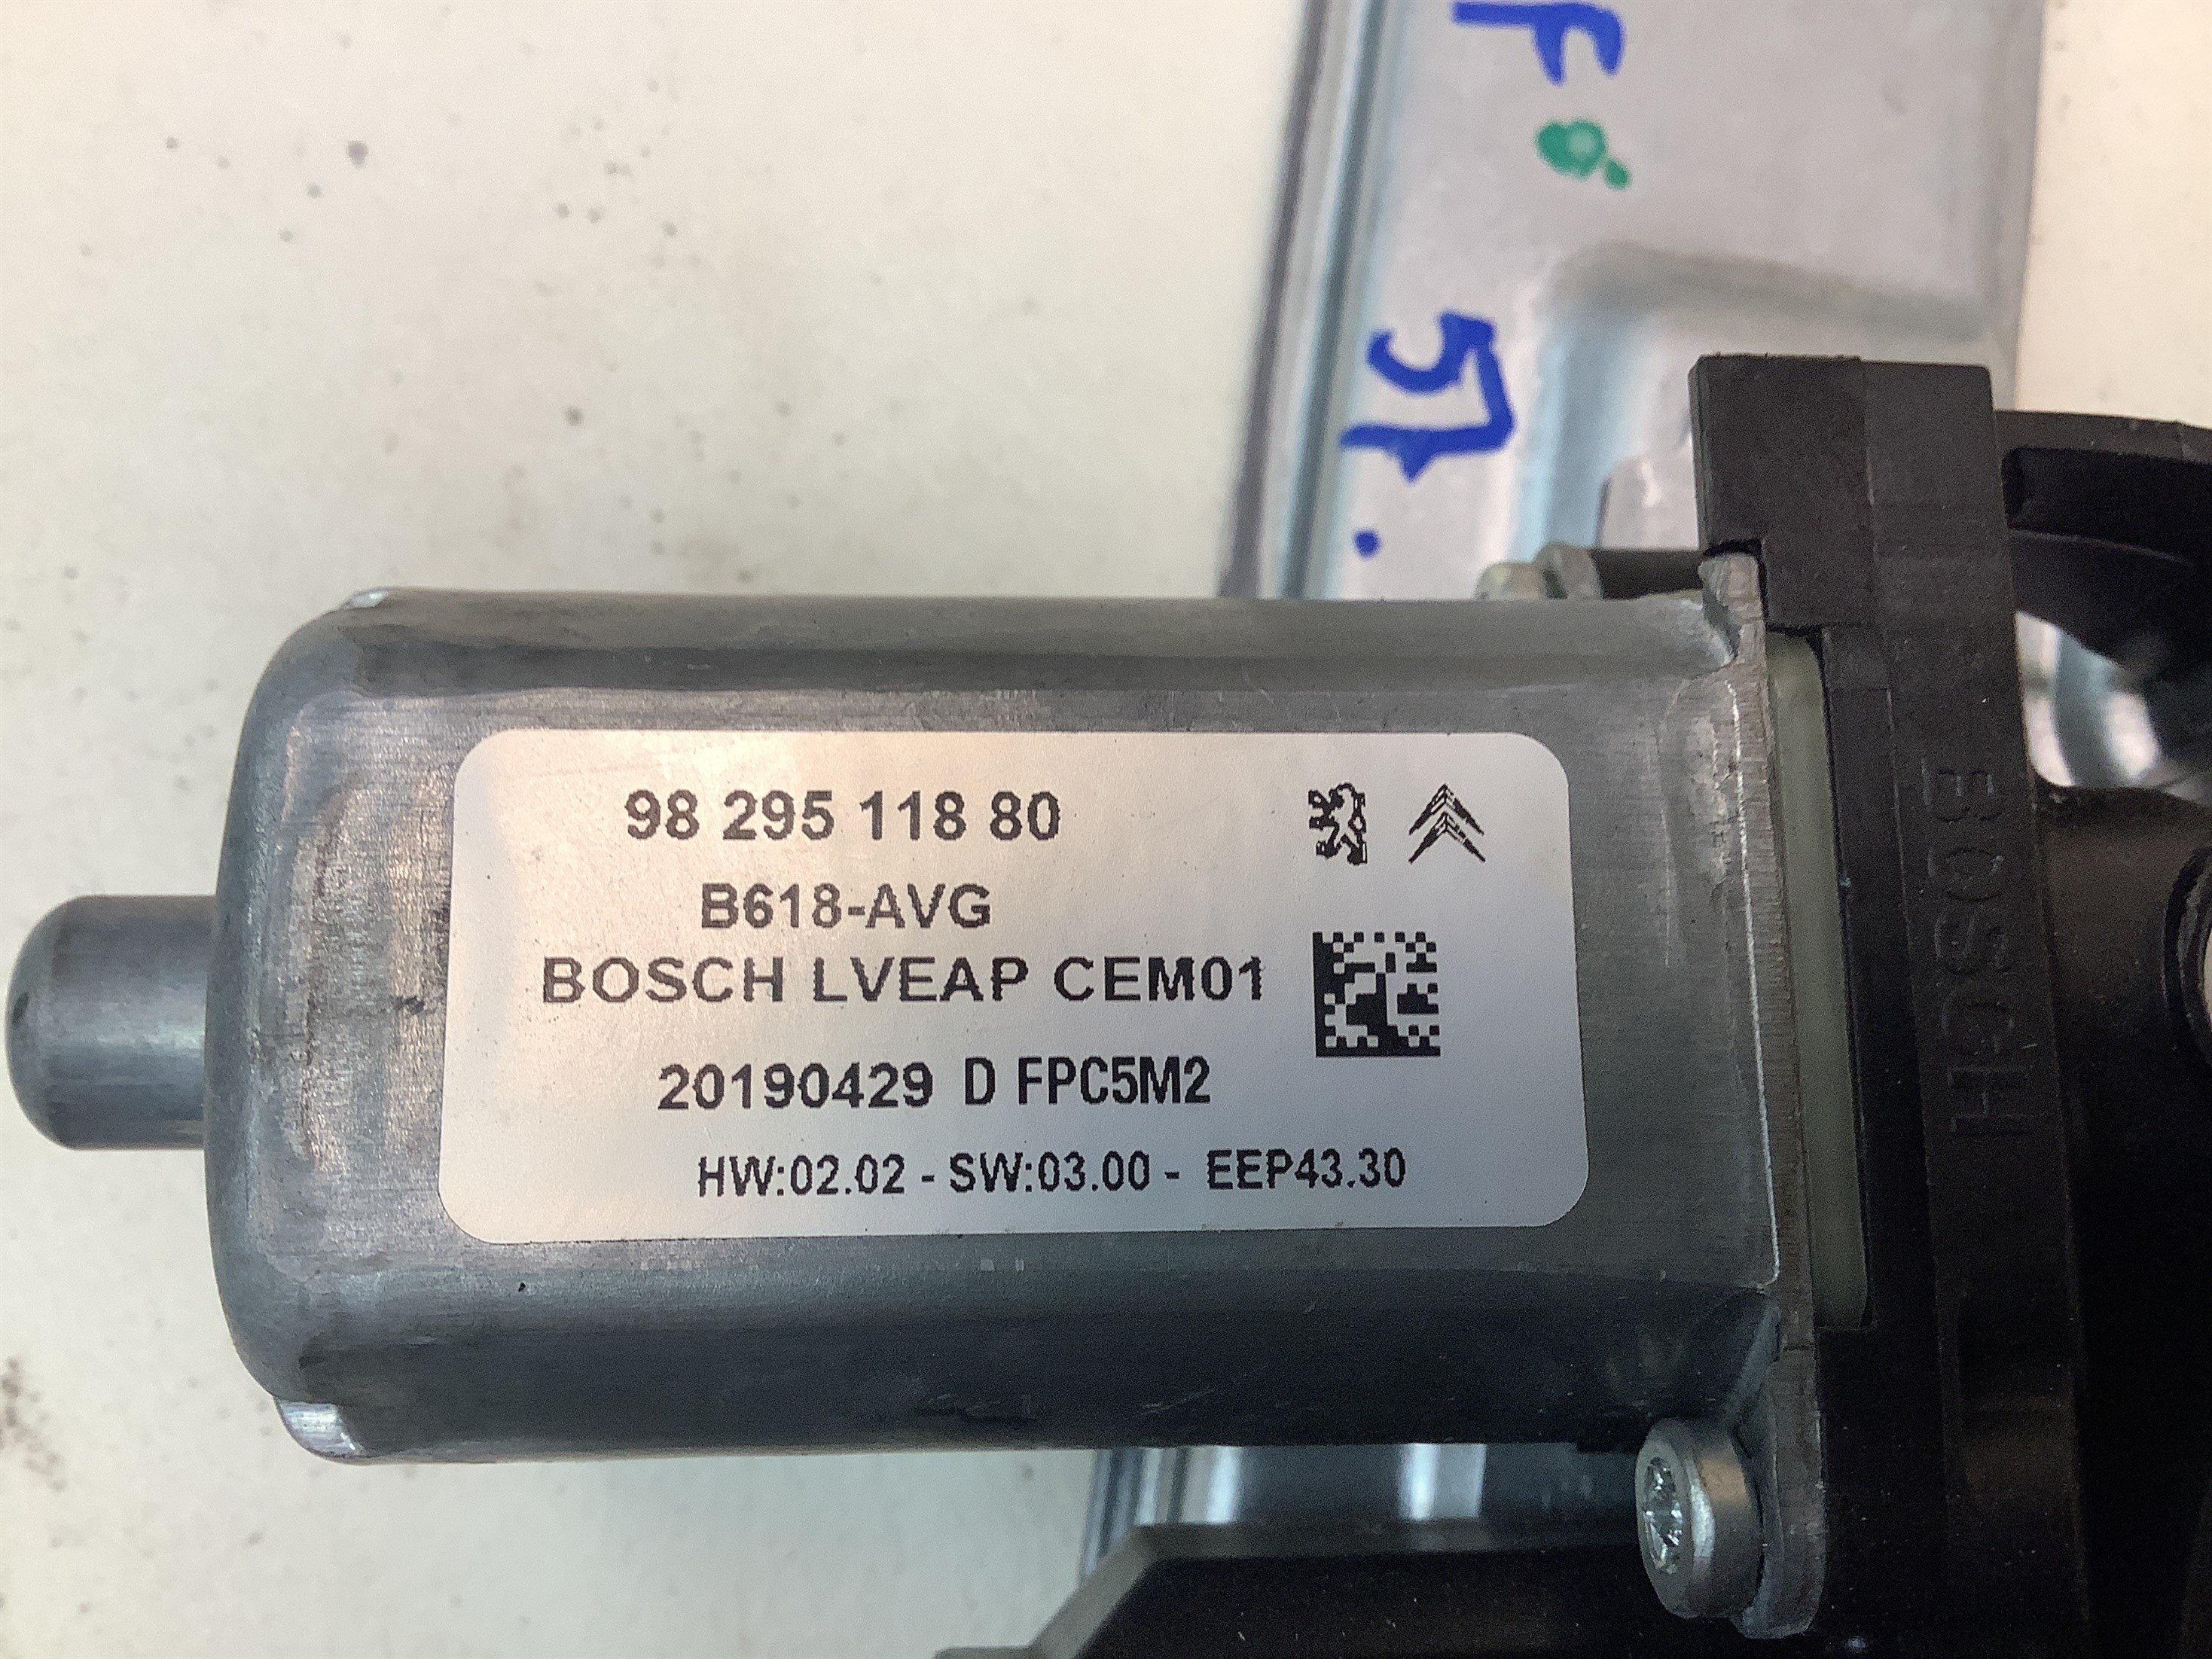 F
57.
98 295 118 80
B618-AVG
BOSCH LVEAP CEM01
20190429 D FPC5M2
HW:02.02 - SW:03.00 - EEP43.30
BOSCH